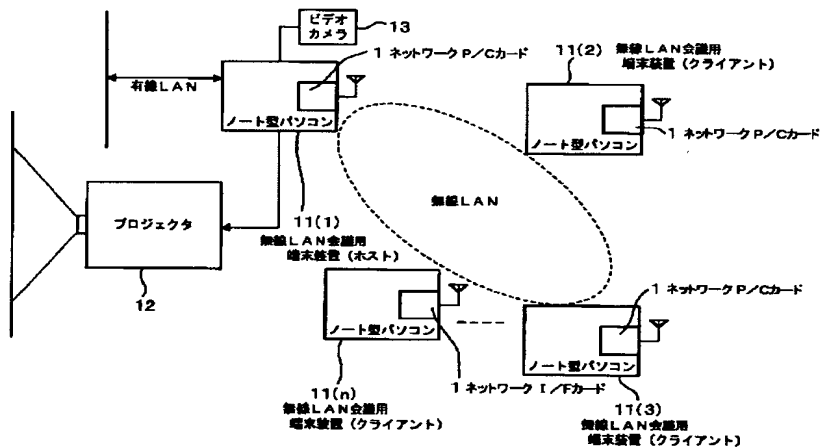 ビデオ
カメラ
13
1 ネットワークP/Cカード
有線LAN
ノート型パソコン
11(1)
無線LAN会議用
端末装置(ホスト)
11(2) 無線LAN会議用
端末装置(クライアント)
ノート型パソコン
1 ネットワークP/Cカード
無線LAN
プロジェクタ
12
ノート型パソコン
1 ネットワークI/Fカード
11(n)
無線LAN会議用
端末装置(クライアント)
1 ネットワークP/Cカード
ノート型パソコン
11(3)
無線LAN会議用
端末装置(クライアント)